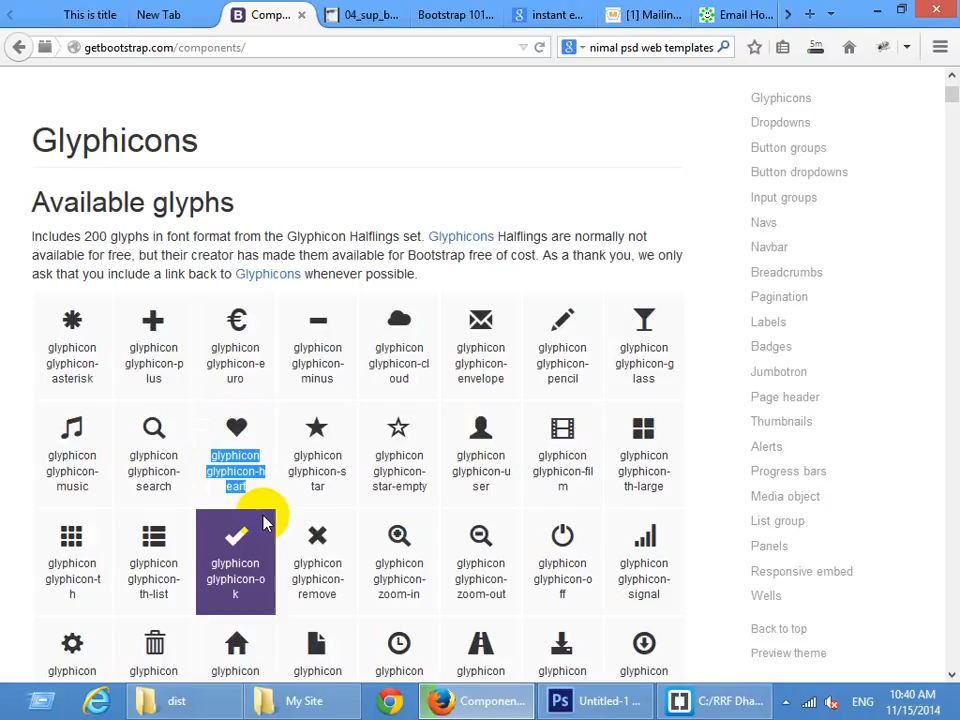 This is title
New Tab
Comp...
04_sup_b...
Bootstrap 101...
instant e...
[1] Mailin...
Email Ho...
getbootstrap.com/components/
nimal psd web templates
5m
Glyphicons
Available glyphs
Includes 200 glyphs in font format from the Glyphicon Halflings set. Glyphicons Halflings are normally not
available for free, but their creator has made them available for Bootstrap free of cost. As a thank you, we only
ask that you include a link back to Glyphicons whenever possible.
glyphicon glyphicon glyphicon glyphicon glyphicon glyphicon glyphicon glyphicon
glyphicon- glyphicon-p glyphicon-e glyphicon- glyphicon-cl glyphicon- glyphicon- glyphicon-g
asterisk lus uro minus oud envelope pencil lass
glyphicon glyphicon glyphicon glyphicon glyphicon glyphicon glyphicon glyphicon
glyphicon- glyphicon- glyphicon-h glyphicon-s glyphicon- glyphicon-u glyphicon-fil glyphicon-
music search eart tar star-empty ser m th-large
glyphicon glyphicon glyphicon glyphicon glyphicon glyphicon glyphicon glyphicon
glyphicon-t glyphicon- glyphicon-o glyphicon- glyphicon- glyphicon- glyphicon-o glyphicon-
h th-list k remove zoom-in zoom-out ff signal
glyphicon glyphicon glyphicon glyphicon glyphicon glyphicon glyphicon glyphicon
Glyphicons
Dropdowns
Button groups
Button dropdowns
Input groups
Navs
Navbar
Breadcrumbs
Pagination
Labels
Badges
Jumbotron
Page header
Thumbnails
Alerts
Progress bars
Media object
List group
Panels
Responsive embed
Wells
Back to top
Preview theme
dist
My Site
Componen...
Untitled-1 ...
C:/RRF Dha...
ENG
10:40 AM
11/15/2014